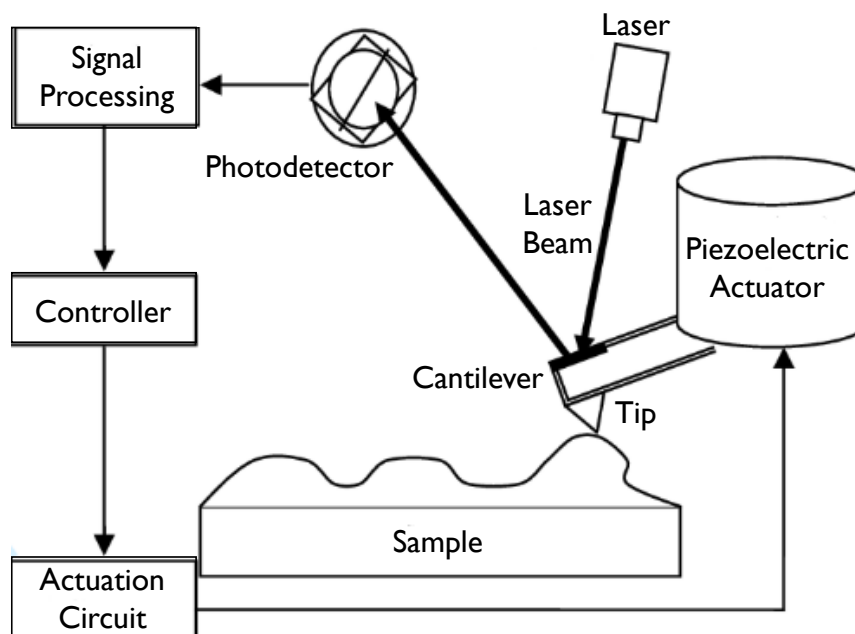 Laser
Signal
Processing
Photodetector
Laser
Beam
Piezoelectric
Actuator
Controller
Cantilever
Tip
Sample
Actuation
Circuit